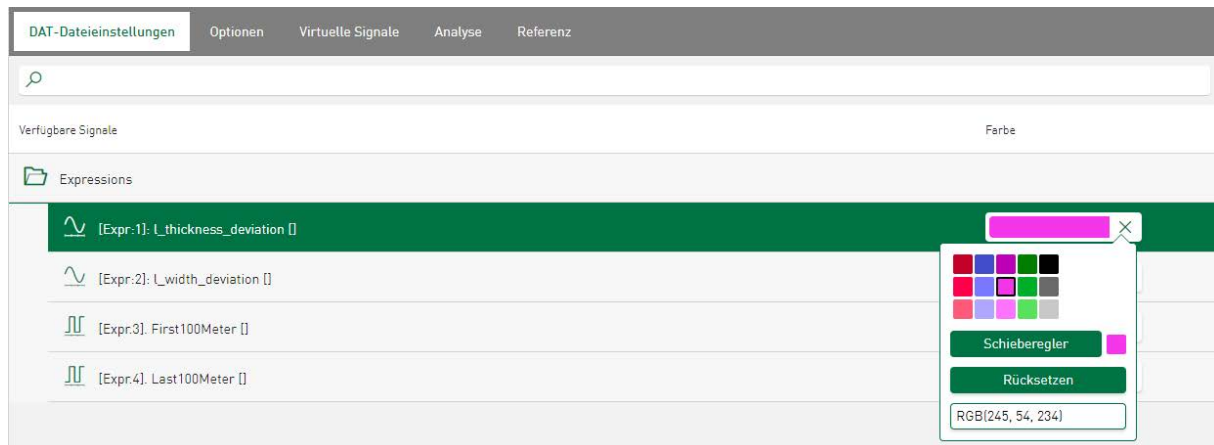 DAT-Dateieinstellungen Optionen Virtuelle Signale Analyse Referenz
Verfügbare Signale Farbe
Expressions
[Expr:1]: l_thickness_deviation []
[Expr:2]: l_width_deviation []
[Expr.3]. First100Meter []
[Expr.4]. Last100Meter []
Schieberegler
Rücksetzen
RGB(245, 54, 234)